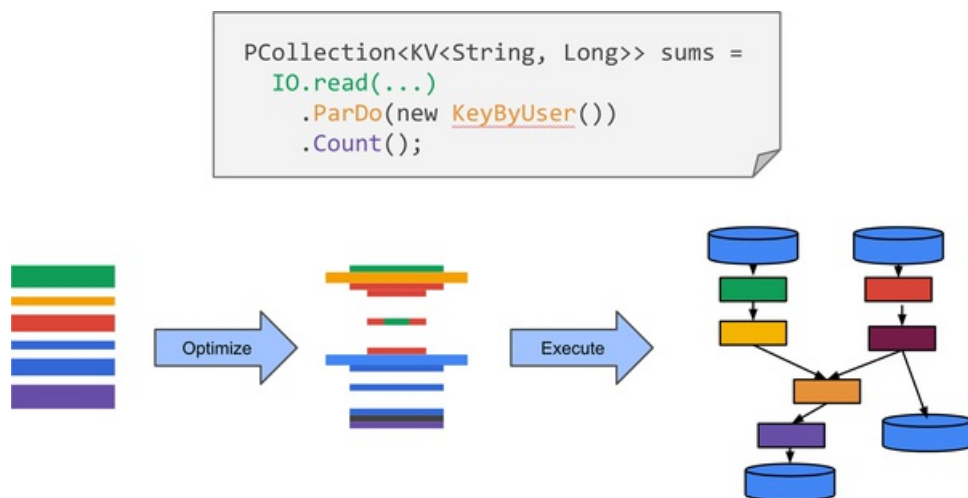 PCollection<KV<String, Long>> sums =
IO.read(...)
.ParDo(new KeyByUser())
.Count();
Optimize
Execute